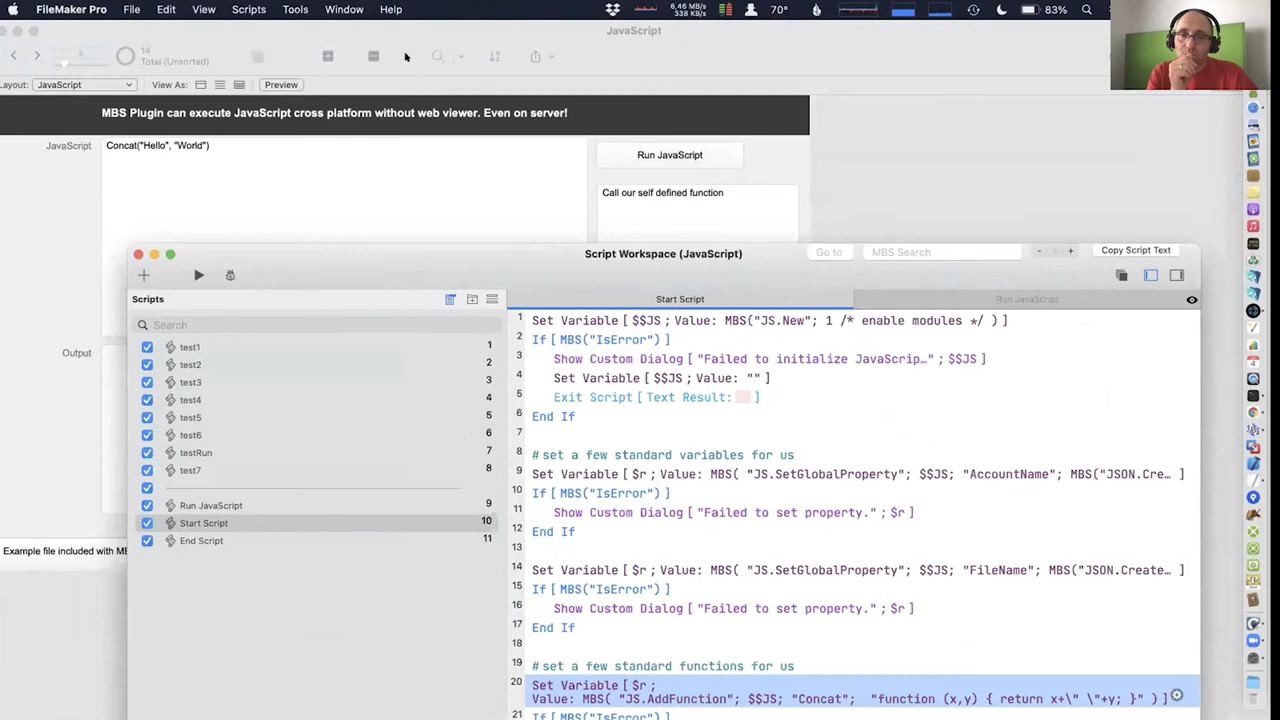 FileMaker Pro File Edit View Scripts Tools Window Help 6,46 MB/s 338 KB/s 70° 83%
JavaScript
3 14 Total (Unsorted)
Layout: JavaScript View As: Preview
MBS Plugin can execute JavaScript cross platform without web viewer. Even on server!
JavaScript Concat("Hello", "World") Run JavaScript
Call our self defined function
Script Workspace (JavaScript) Go to MBS Search - + Copy Script Text
Scripts Start Script Run JavaScript
Search
test1 1
test2 2
test3 3
test4 4
test5 5
test6 6
testRun 7
test7 8
Run JavaScript 9
Start Script 10
End Script 11
Output
Example file included with MB
1 Set Variable [ $$JS ; Value: MBS("JS.New"; 1 /* enable modules */ ) ]
2 If [ MBS("IsError") ]
3 Show Custom Dialog [ "Failed to initialize JavaScrip…" ; $$JS ]
4 Set Variable [ $$JS ; Value: "" ]
5 Exit Script [ Text Result: ]
6 End If
7
8 # set a few standard variables for us
9 Set Variable [ $r ; Value: MBS( "JS.SetGlobalProperty"; $$JS; "AccountName"; MBS("JSON.Cre… ]
10 If [ MBS("IsError") ]
11 Show Custom Dialog [ "Failed to set property." ; $r ]
12 End If
13
14 Set Variable [ $r ; Value: MBS( "JS.SetGlobalProperty"; $$JS; "FileName"; MBS("JSON.Create… ]
15 If [ MBS("IsError") ]
16 Show Custom Dialog [ "Failed to set property." ; $r ]
17 End If
18
19 # set a few standard functions for us
20 Set Variable [ $r ;
Value: MBS( "JS.AddFunction"; $$JS; "Concat"; "function (x,y) { return x+\" \"+y; }" ) ]
21 If [ MBS("IsError") ]